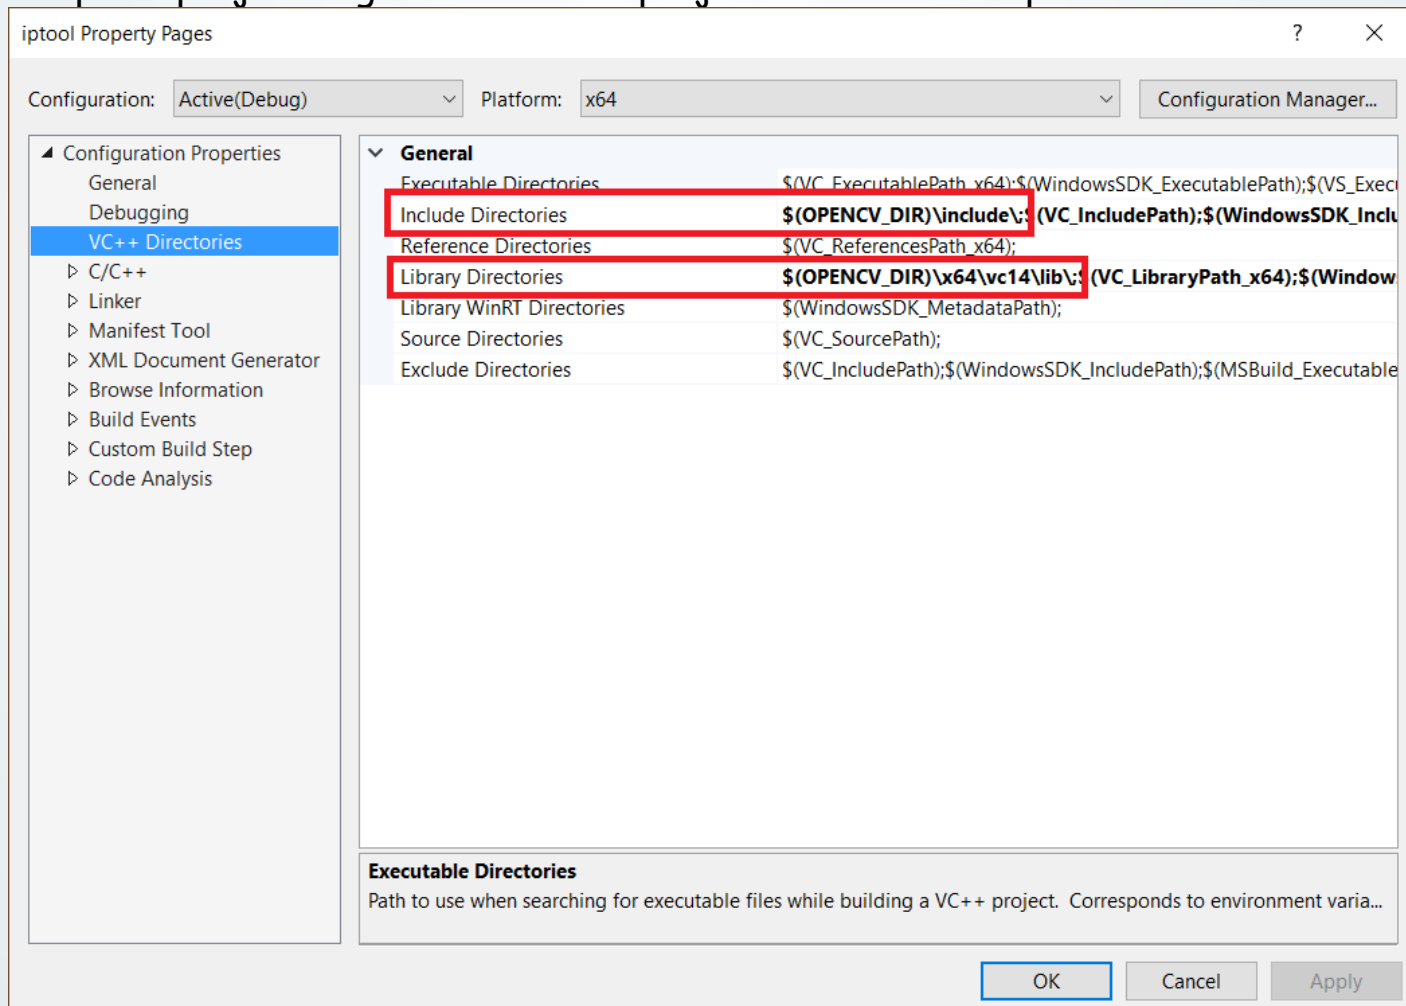 iptool Property Pages ?
Configuration: Active(Debug) Platform: x64 Configuration Manager...
Configuration Properties
General
Debugging
VC++ Directories
C/C++
Linker
Manifest Tool
XML Document Generator
Browse Information
Build Events
Custom Build Step
Code Analysis
General
Executable Directories $(VC_ExecutablePath_x64);$(WindowsSDK_ExecutablePath);$(VS_Exec
Include Directories $(OPENCV_DIR)\include\;$(VC_IncludePath);$(WindowsSDK_Inclu
Reference Directories $(VC_ReferencesPath_x64);
Library Directories $(OPENCV_DIR)\x64\vc14\lib\;$(VC_LibraryPath_x64);$(Window
Library WinRT Directories $(WindowsSDK_MetadataPath);
Source Directories $(VC_SourcePath);
Exclude Directories $(VC_IncludePath);$(WindowsSDK_IncludePath);$(MSBuild_Executable
Executable Directories
Path to use when searching for executable files while building a VC++ project. Corresponds to environment varia...
OK Cancel Apply